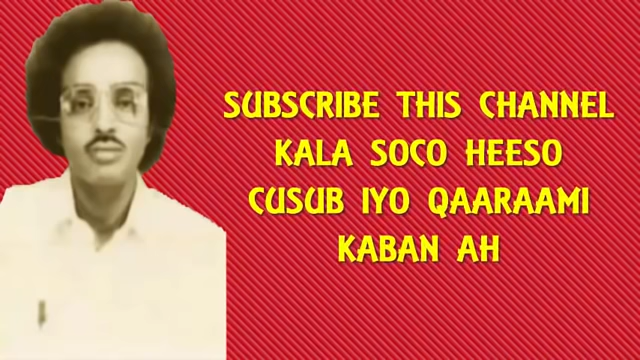 SUBSCRIBE THIS CHANNEL
KALA SOCO HEESO
CUSUB IYO QAARAAMI
KABAN AH